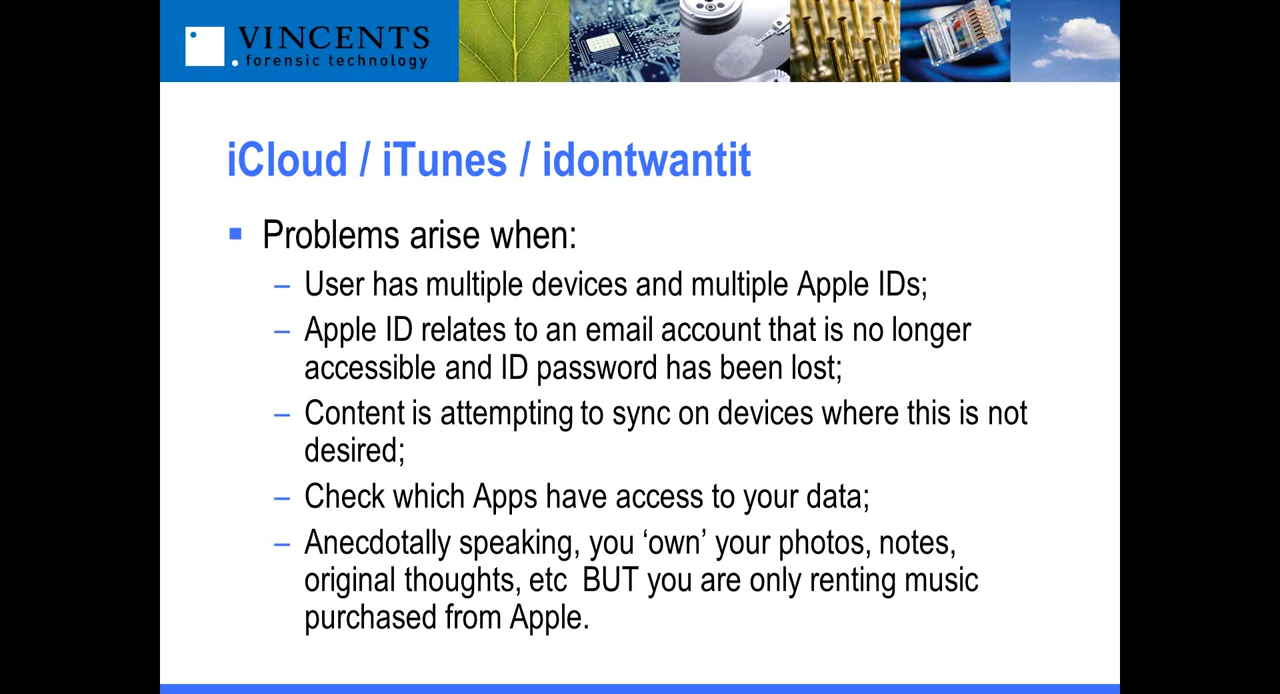 VINCENTS
forensic technology
iCloud / iTunes / idontwantit
Problems arise when:
– User has multiple devices and multiple Apple IDs;
– Apple ID relates to an email account that is no longer
accessible and ID password has been lost;
– Content is attempting to sync on devices where this is not
desired;
– Check which Apps have access to your data;
– Anecdotally speaking, you ‘own’ your photos, notes,
original thoughts, etc  BUT you are only renting music
purchased from Apple.